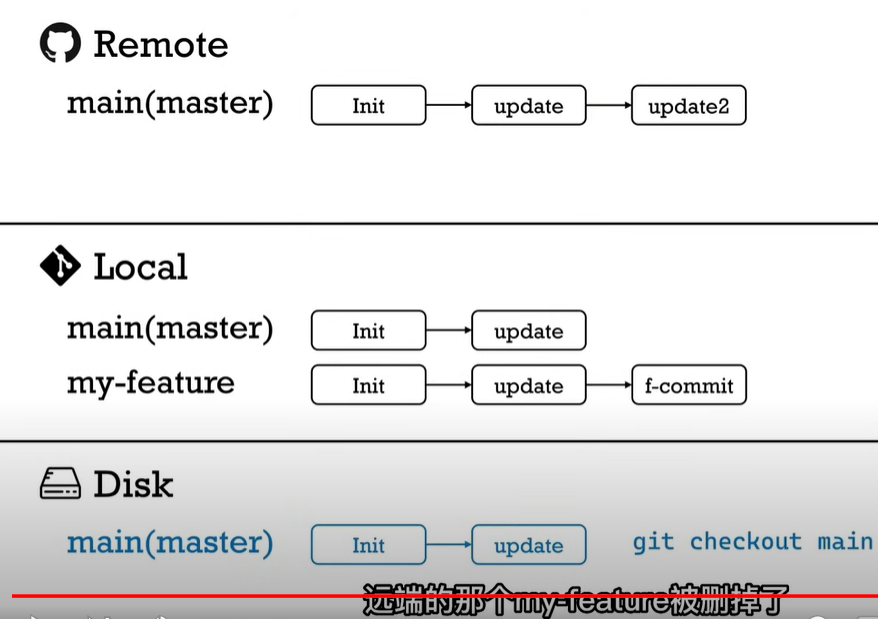 Remote
main(master) Init update update2
Local
main(master) Init update
my-feature Init update f-commit
Disk
main(master) Init update git checkout main
远端的那个my-feature被删掉了